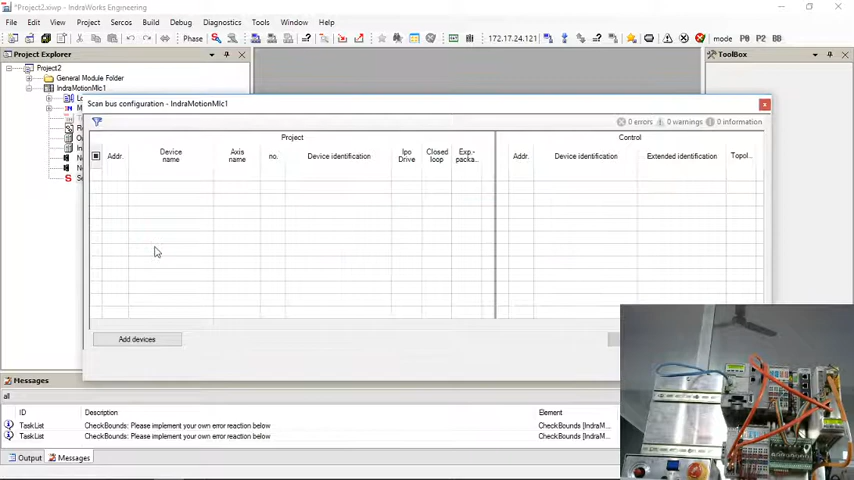 *Project2.xiwp - IndraWorks Engineering
File Edit View Project Sercos Build Debug Diagnostics Tools Window Help
Phase 172.17.24.121 mode P0 P2 BB
Project Explorer
ToolBox
Project2
General Module Folder
IndraMotionMlc1
Scan bus configuration - IndraMotionMlc1
0 errors 0 warnings 0 information
Project Control
Addr. Device name Axis name no. Device identification Ipo Drive Closed loop Exp.- packa... Addr. Device identification Extended identification Topol...
Add devices
Messages
all
ID Description Element
TaskList CheckBounds: Please implement your own error reaction below CheckBounds [IndraM...
TaskList CheckBounds: Please implement your own error reaction below CheckBounds [IndraM...
Output Messages